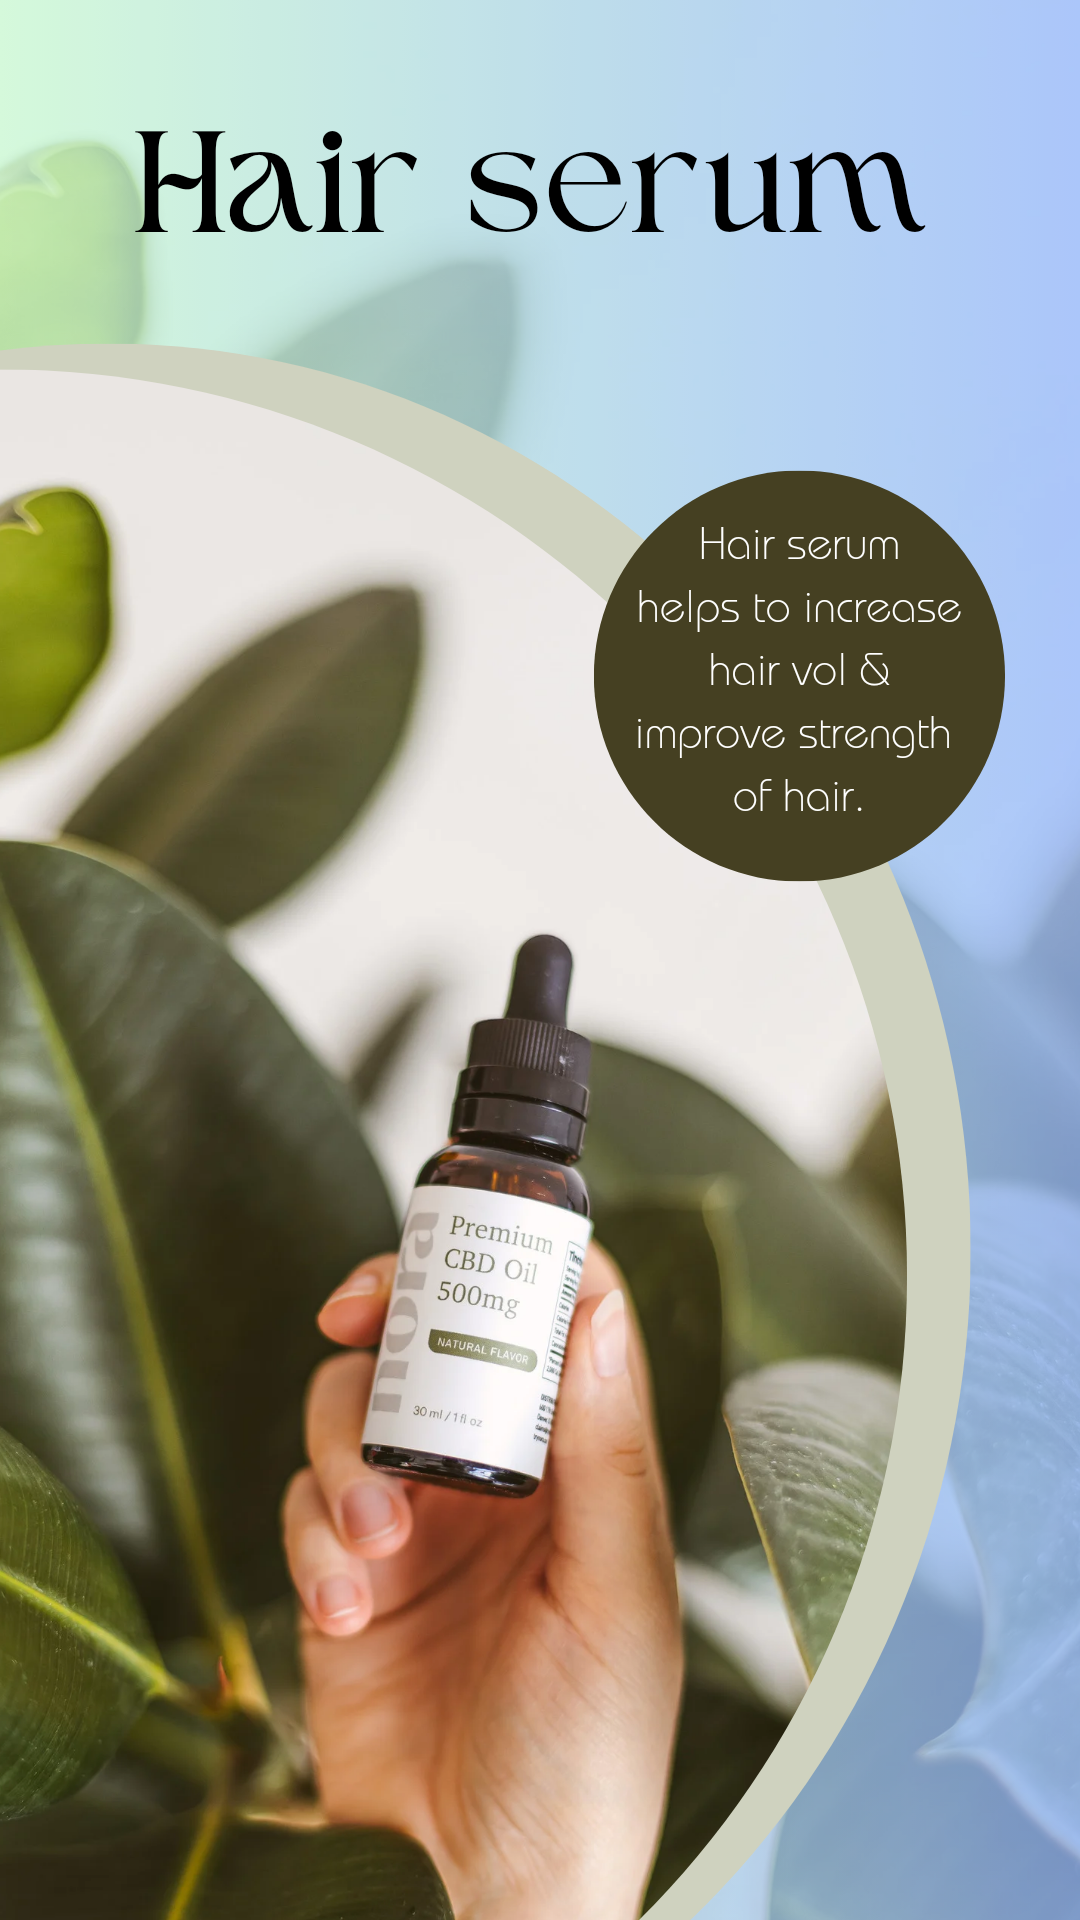 Hair serum
Hair serum
helps to increase
hair vol &
improve strength
of hair.
nora
Premium
CBD Oil
500mg
NATURAL FLAVOR
30 ml / 1 fl oz